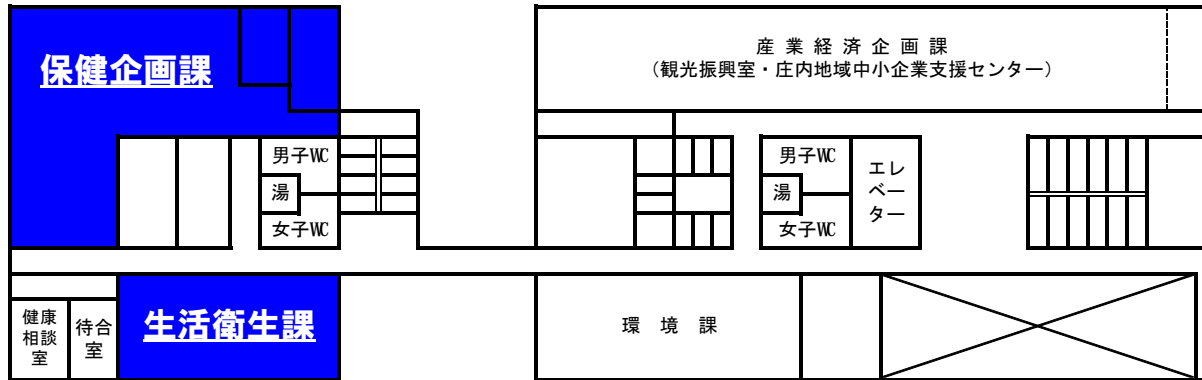 保健企画課
産業経済企画課
（観光振興室・庄内地域中小企業支援センター）
男子WC
湯
女子WC
男子WC
湯
女子WC
エレ
ベー
ター
健康
相談
室
待合
室
生活衛生課
環境課